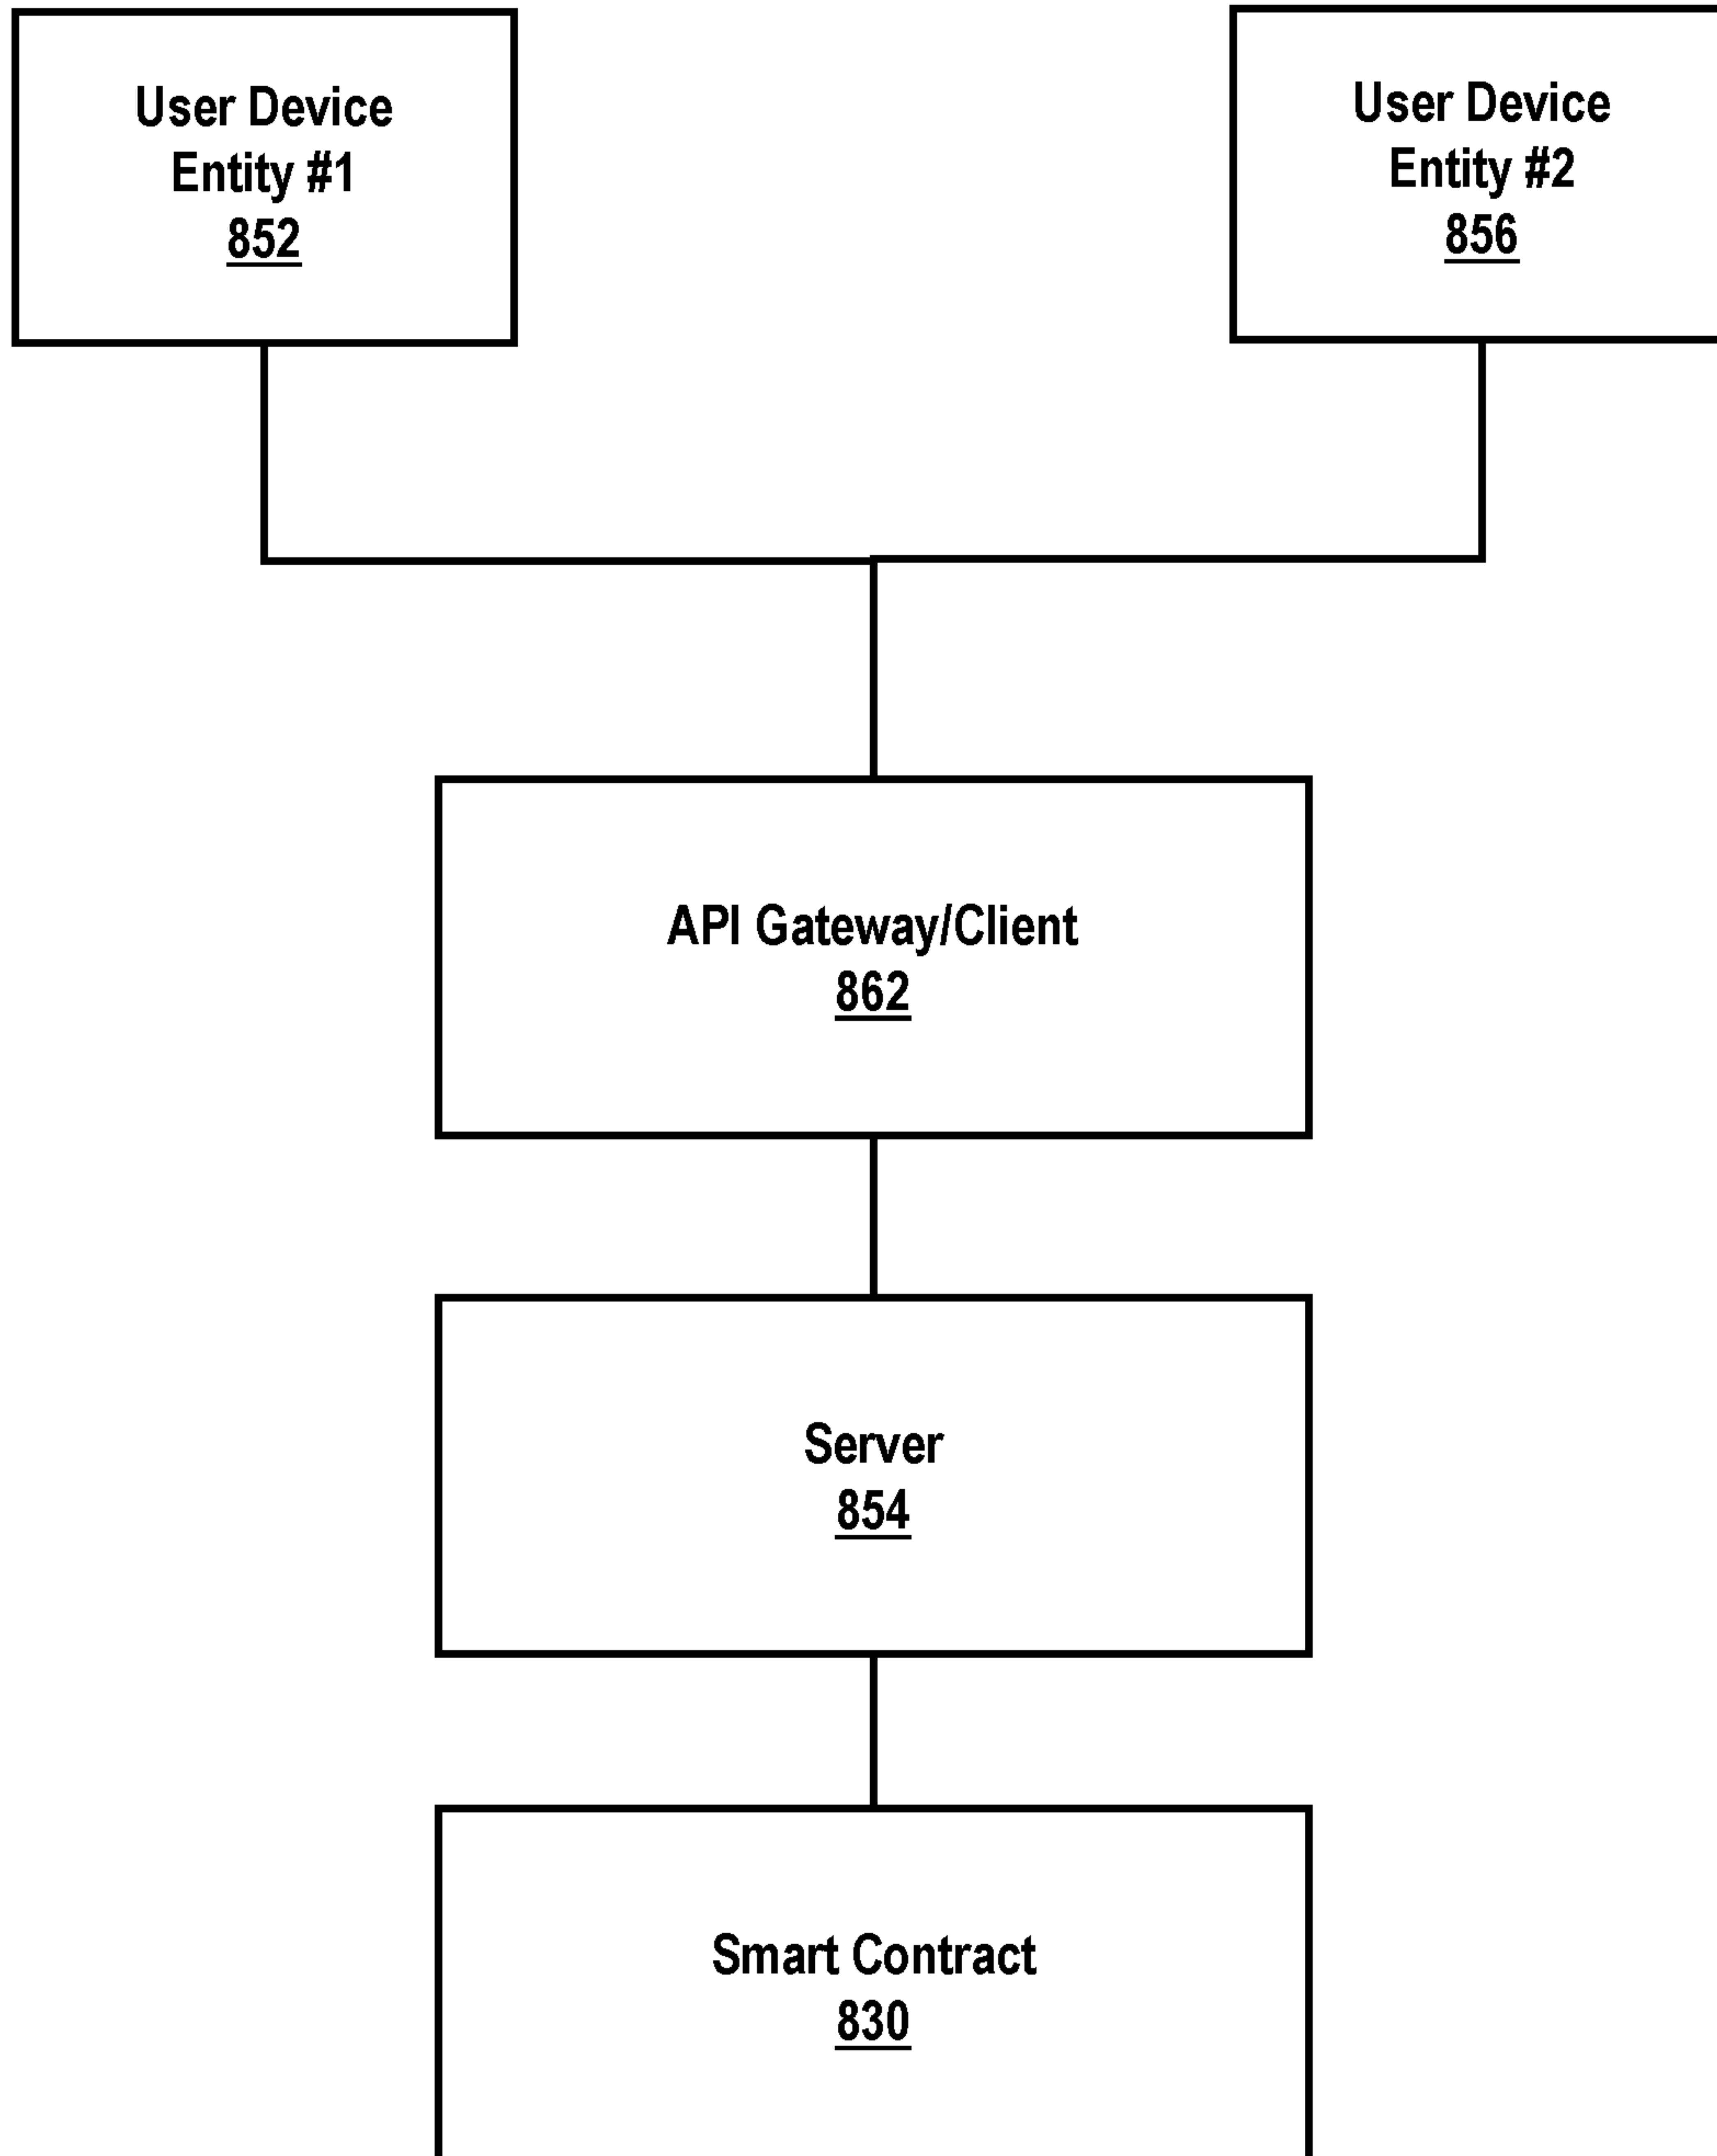 User Device
Entity #1
852
User Device
Entity #2
856
API Gateway/Client
862
Server
854
Smart Contract
830